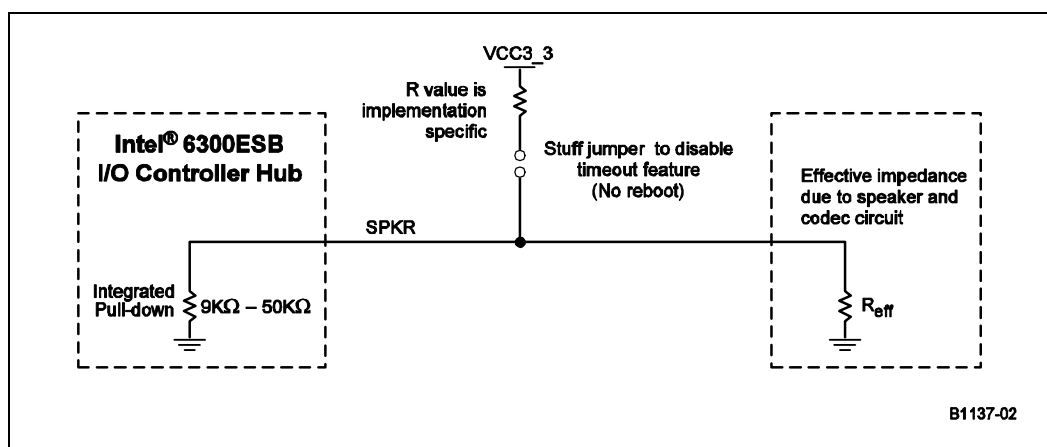 VCC3_3
R value is
implementation
specific
Intel® 6300ESB
I/O Controller Hub
Stuff jumper to disable
timeout feature
(No reboot)
Effective impedance
due to speaker and
codec circuit
SPKR
Integrated
Pull-down
9KΩ – 50KΩ
Reff
B1137-02